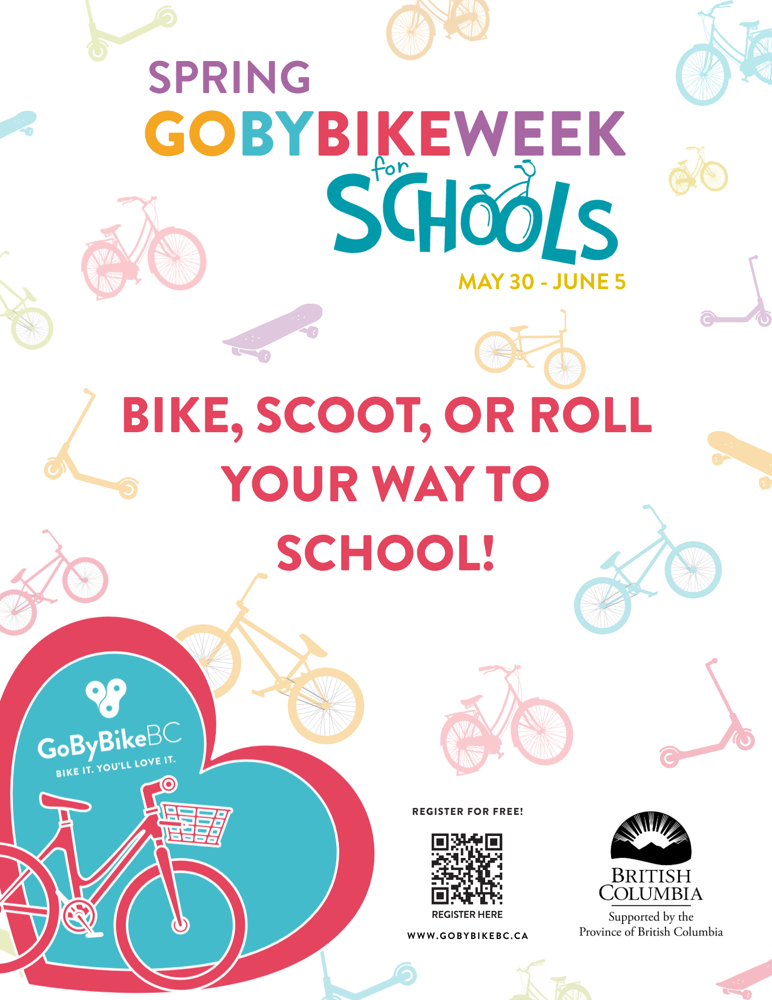 SPRING
GOBYBIKEWEEK
for
SCHOOLS
MAY 30 - JUNE 5
BIKE, SCOOT, OR ROLL
YOUR WAY TO
SCHOOL!
GoByBikeBC
BIKE IT. YOU'LL LOVE IT.
REGISTER FOR FREE!
REGISTER HERE
WWW.GOBYBIKEBC.CA
BRITISH
COLUMBIA
Supported by the
Province of British Columbia